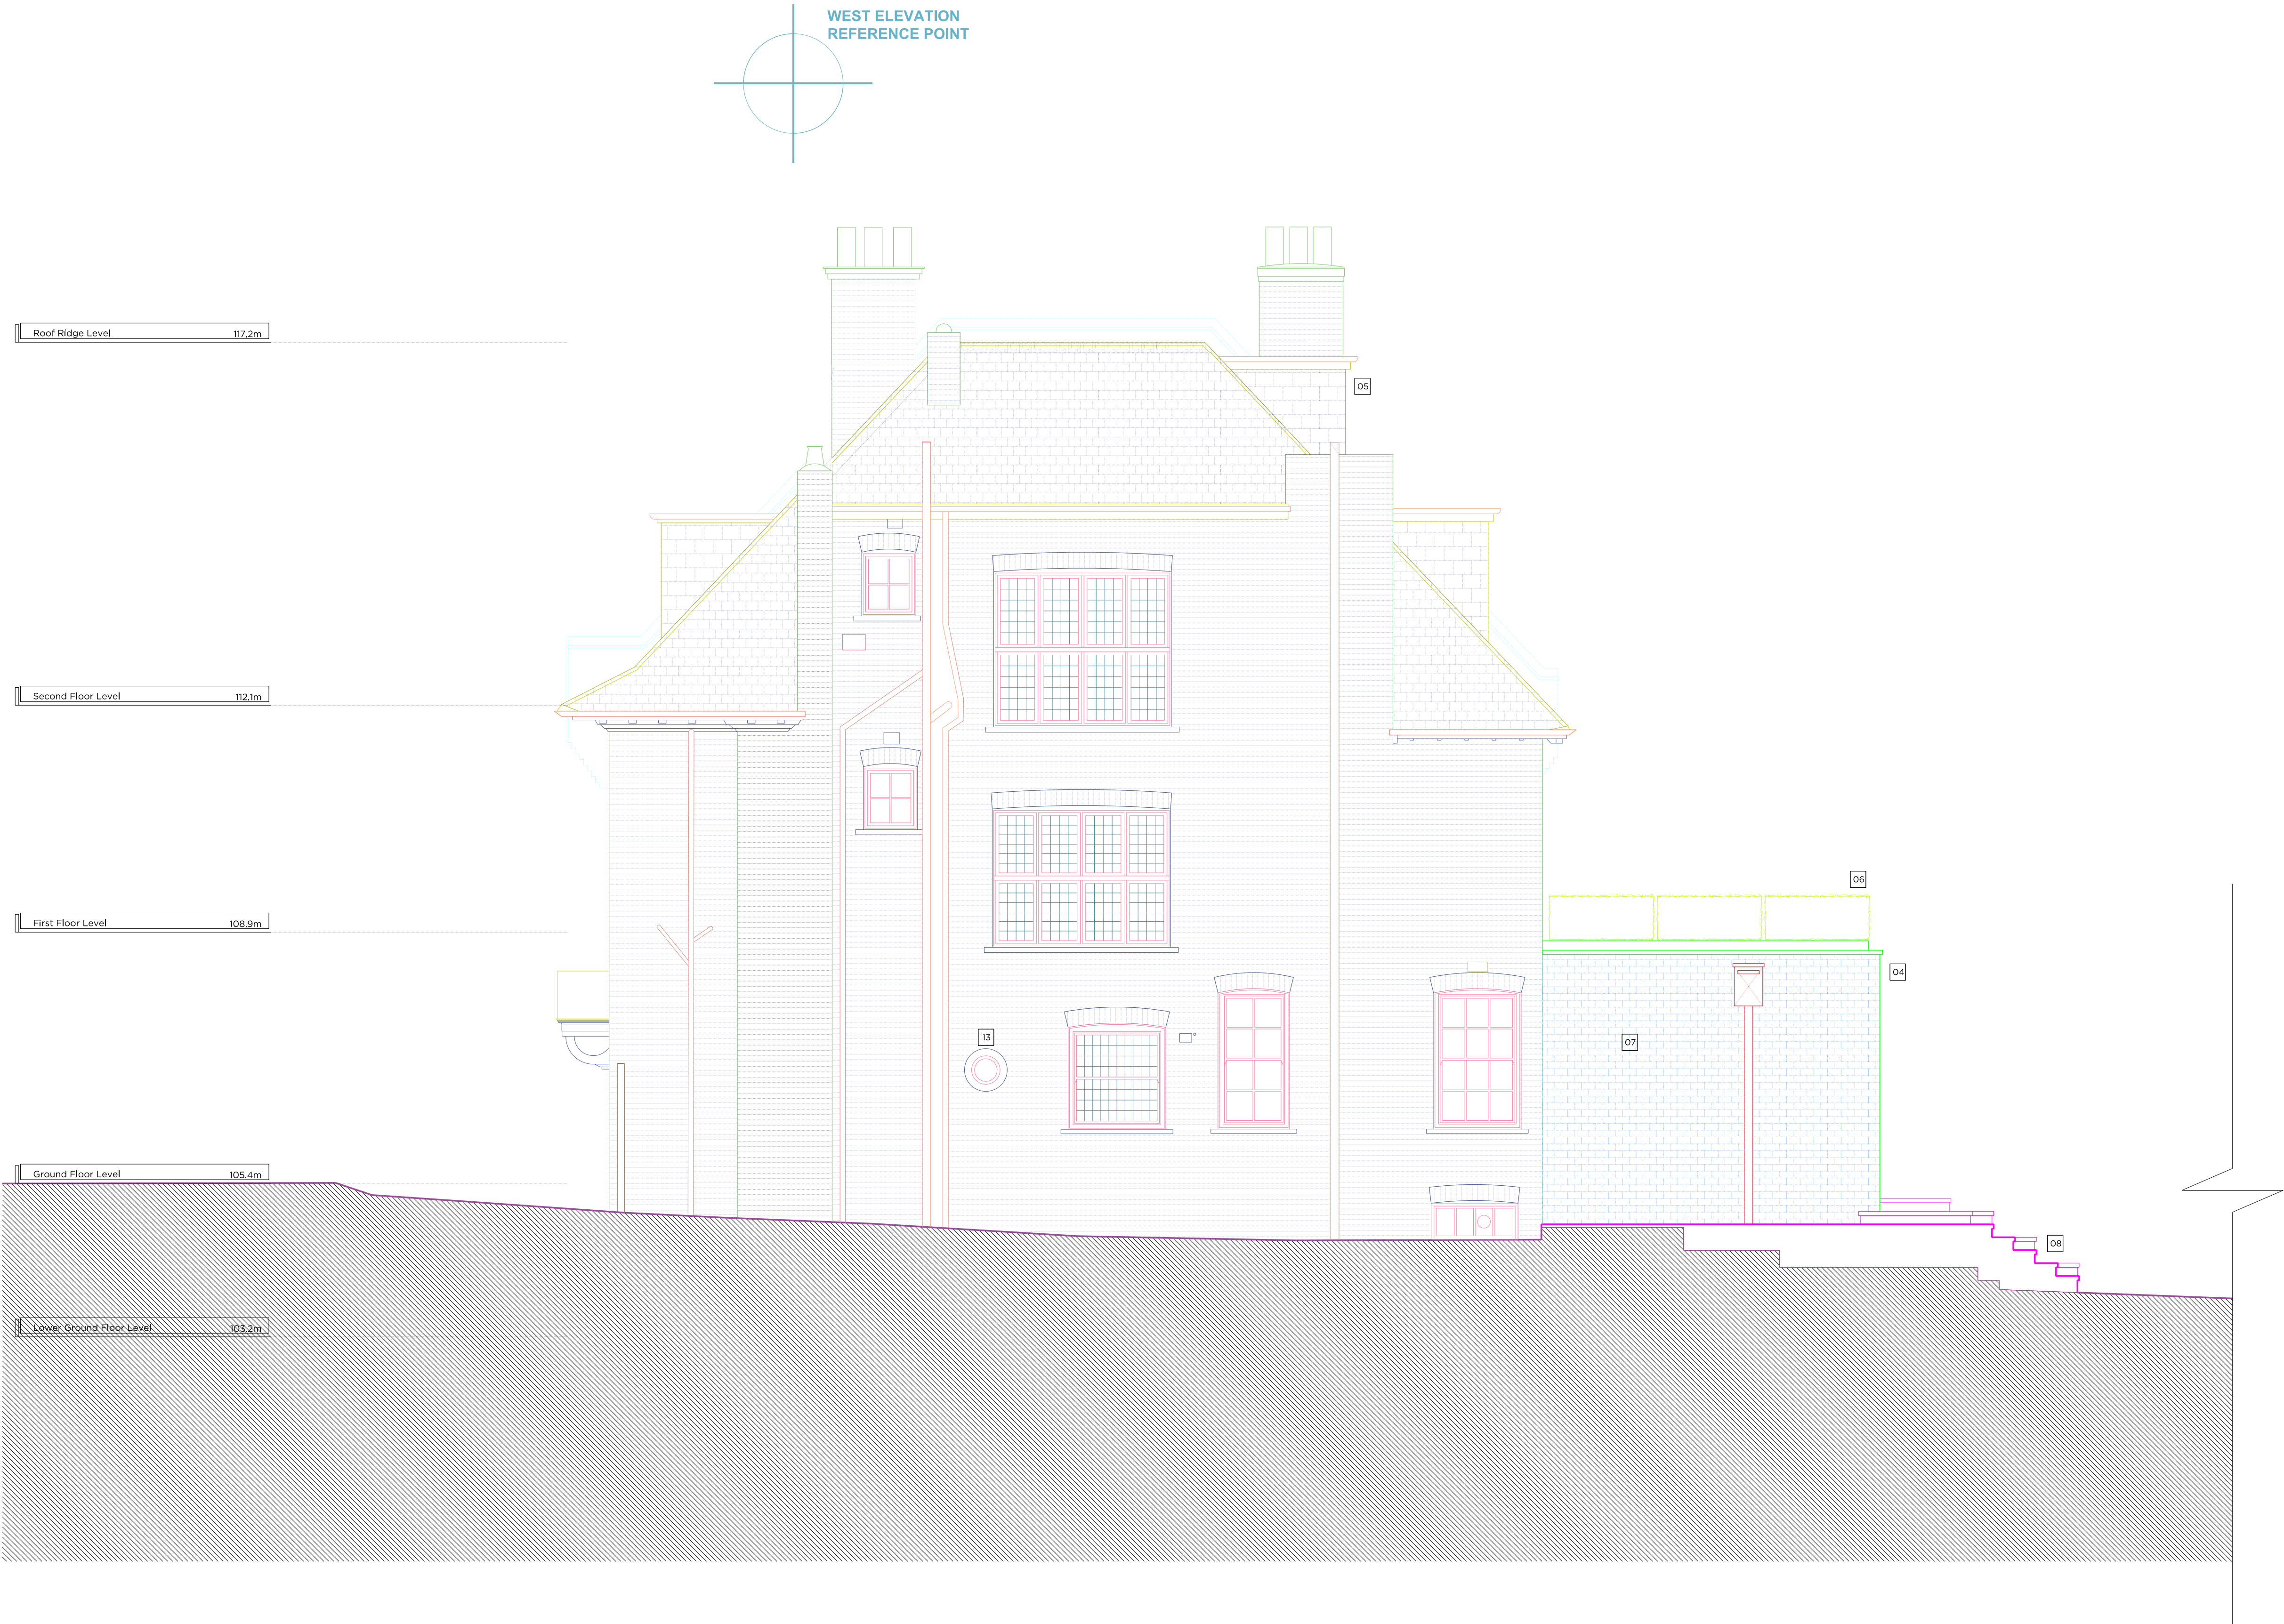 WEST ELEVATION
REFERENCE POINT
Roof Ridge Level 117.2m
05
Second Floor Level 112.1m
06
First Floor Level 108.9m
04
13
07
Ground Floor Level 105.4m
08
Lower Ground Floor Level 103.2m